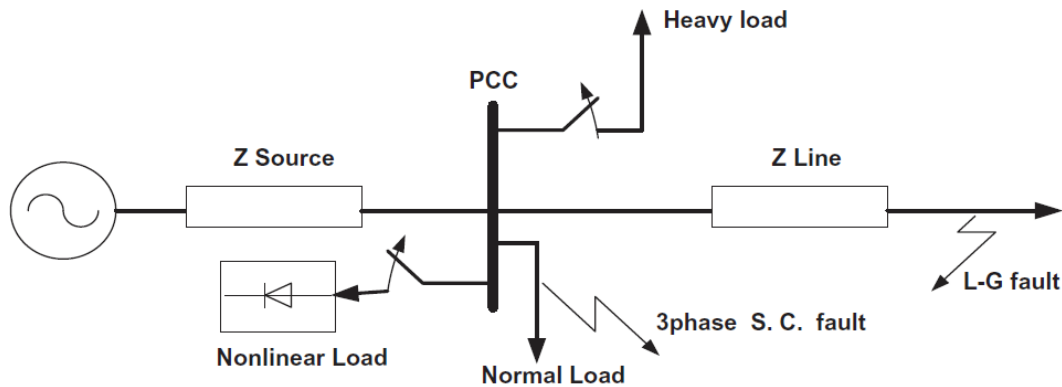 Heavy load
PCC
Z Source
Z Line
L-G fault
3phase S. C. fault
Nonlinear Load
Normal Load